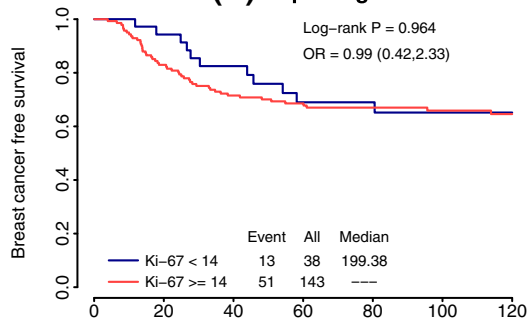 Log−rank P = 0.964
OR = 0.99 (0.42,2.33)
Breast cancer free survival
1.0
0.8
0.6
0.4
0.2
0.0
Event All Median
Ki−67 < 14 13 38 199.38
Ki−67 >= 14 51 143 −−−
0 20 40 60 80 100 120